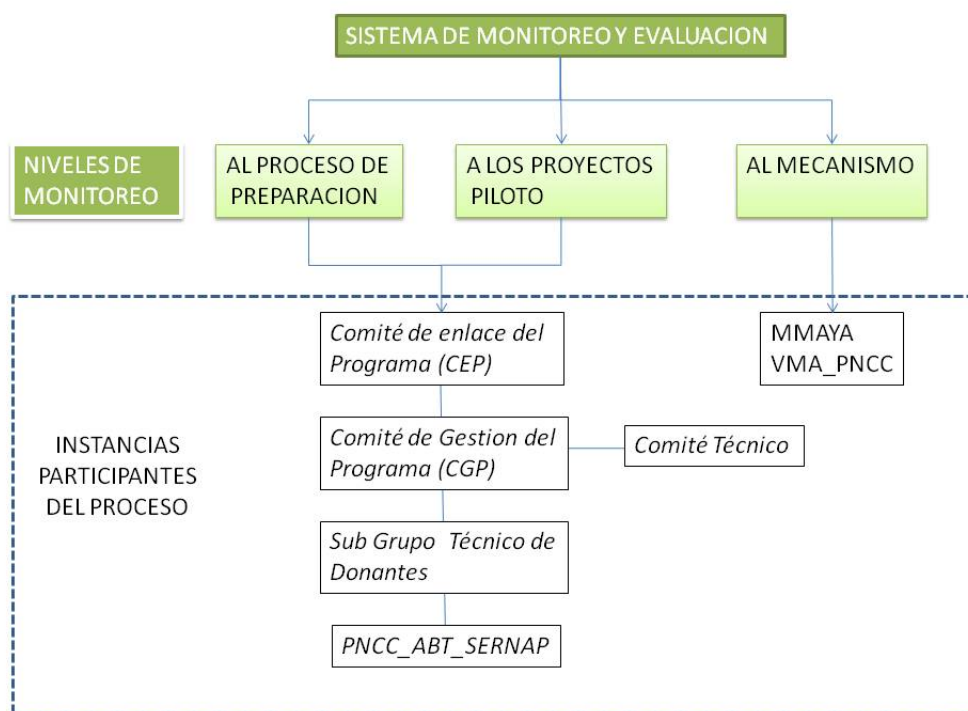 SISTEMA DE MONITOREO Y EVALUACION
NIVELES DE
MONITOREO
AL PROCESO DE
PREPARACION
A LOS PROYECTOS
PILOTO
AL MECANISMO
Comité de enlace del
Programa (CEP)
MMAYA
VMA_PNCC
INSTANCIAS
PARTICIPANTES
DEL PROCESO
Comité de Gestion del
Programa (CGP)
Comité Técnico
Sub Grupo Técnico de
Donantes
PNCC_ABT_SERNAP